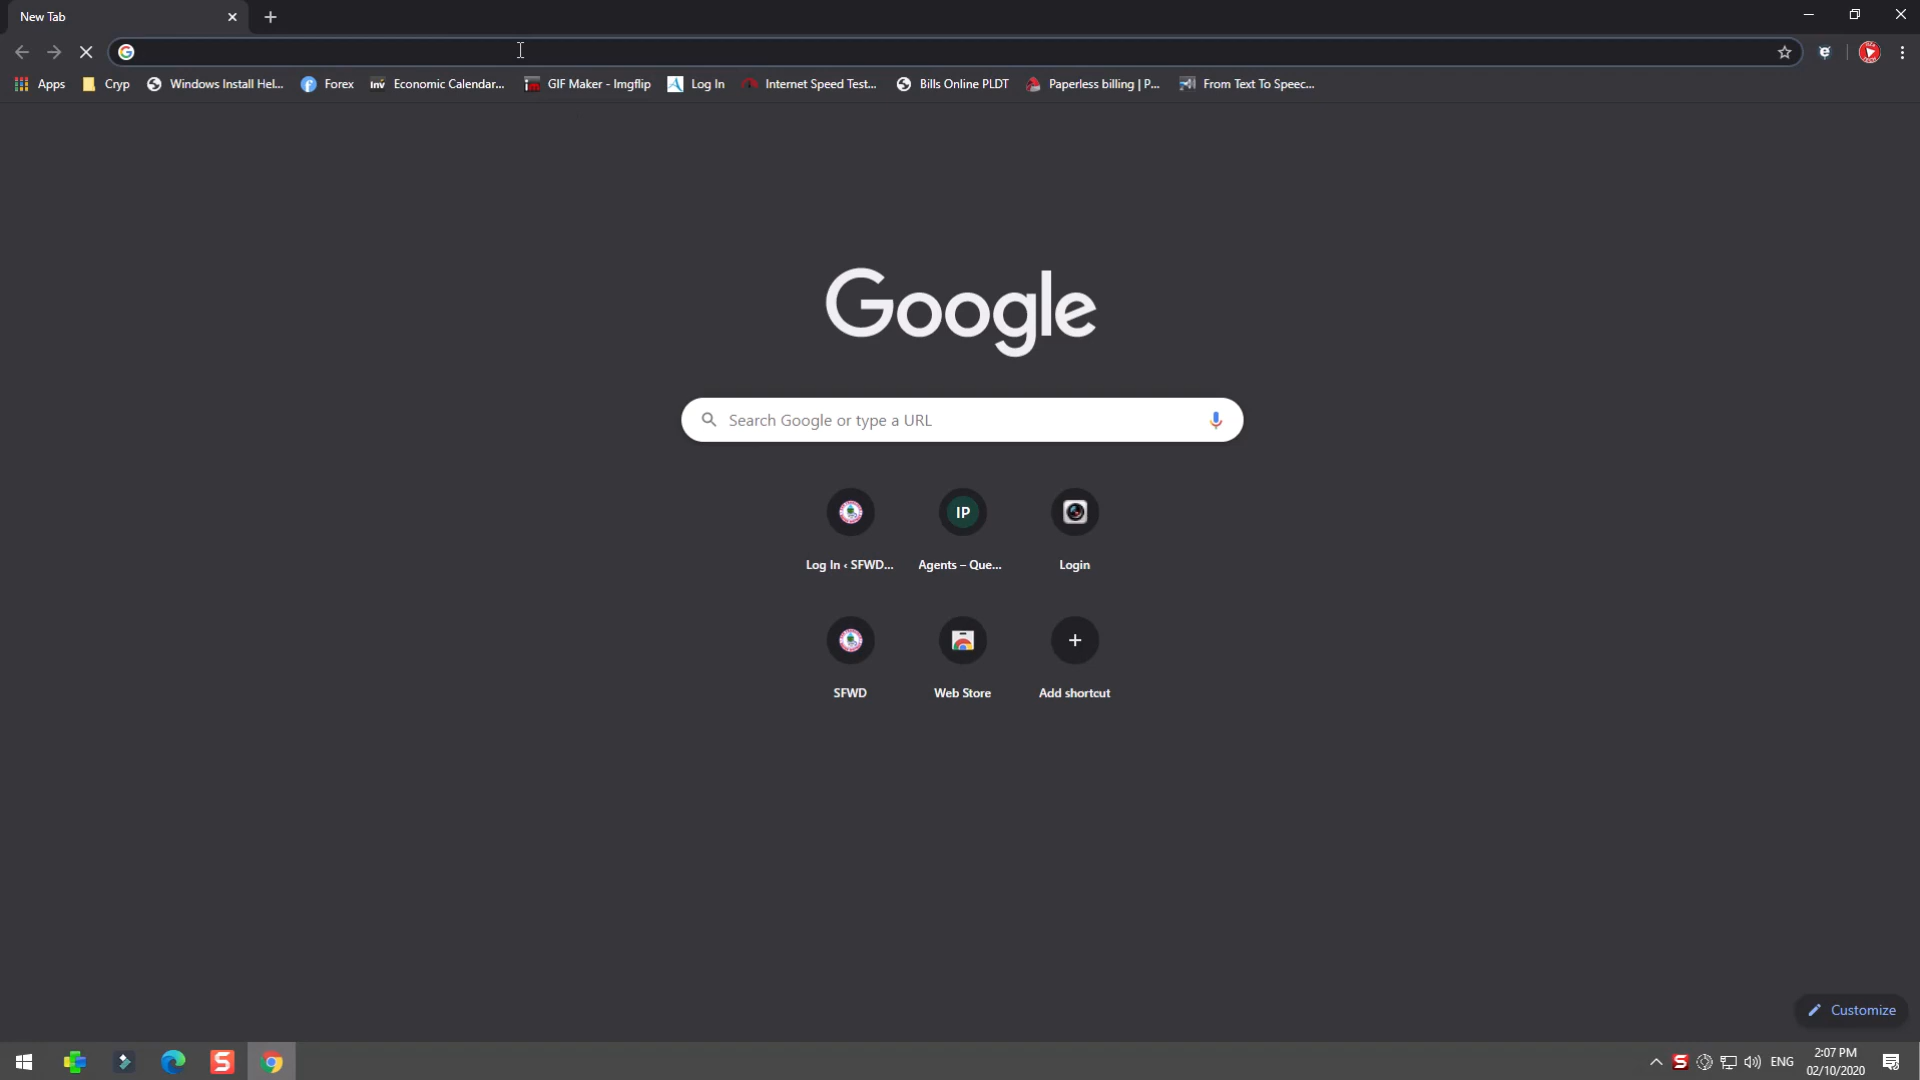 New Tab
Apps Cryp Windows Install Hel... Forex inv Economic Calendar... im GIF Maker - Imgflip Log In Internet Speed Test... Bills Online PLDT Paperless billing | P... From Text To Speec...
Google
Search Google or type a URL
IP
Log In ‹ SFWD... Agents – Que... Login
SFWD Web Store Add shortcut
Customize
ENG 2:07 PM
02/10/2020